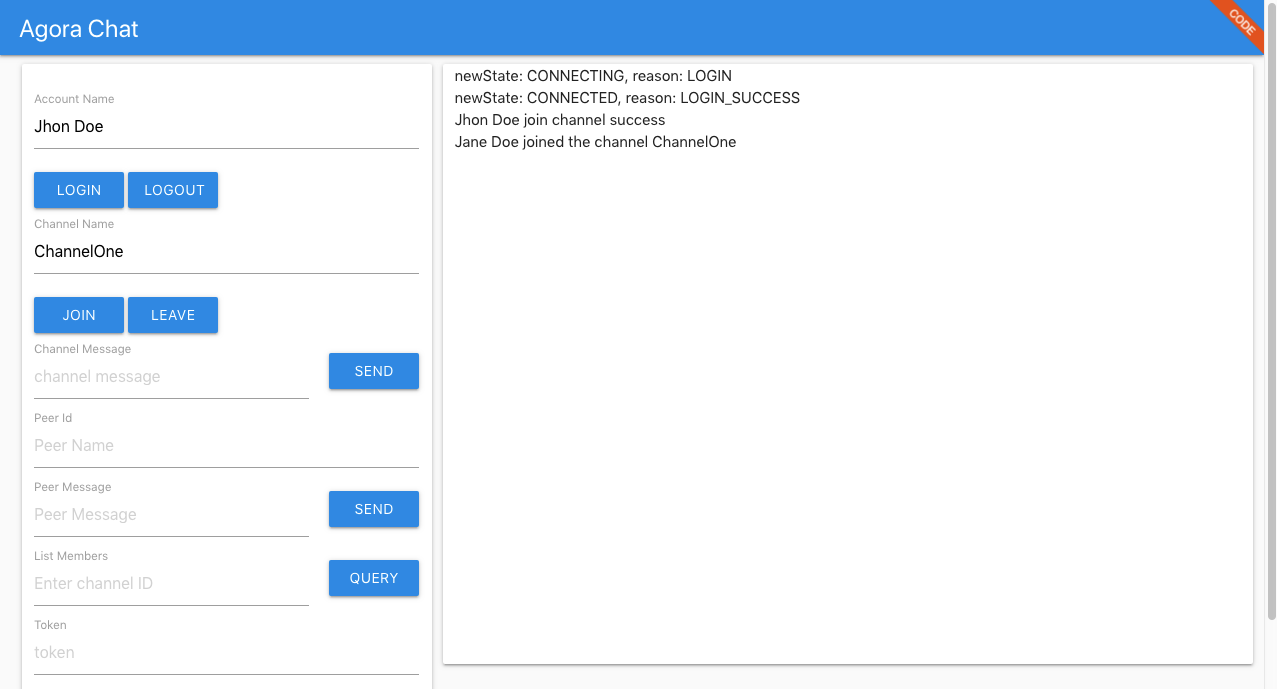 Agora Chat
CODE
Account Name
Jhon Doe
LOGIN LOGOUT
Channel Name
ChannelOne
JOIN LEAVE
Channel Message
channel message
SEND
Peer Id
Peer Name
Peer Message
Peer Message
SEND
List Members
Enter channel ID
QUERY
Token
token
newState: CONNECTING, reason: LOGIN
newState: CONNECTED, reason: LOGIN_SUCCESS
Jhon Doe join channel success
Jane Doe joined the channel ChannelOne